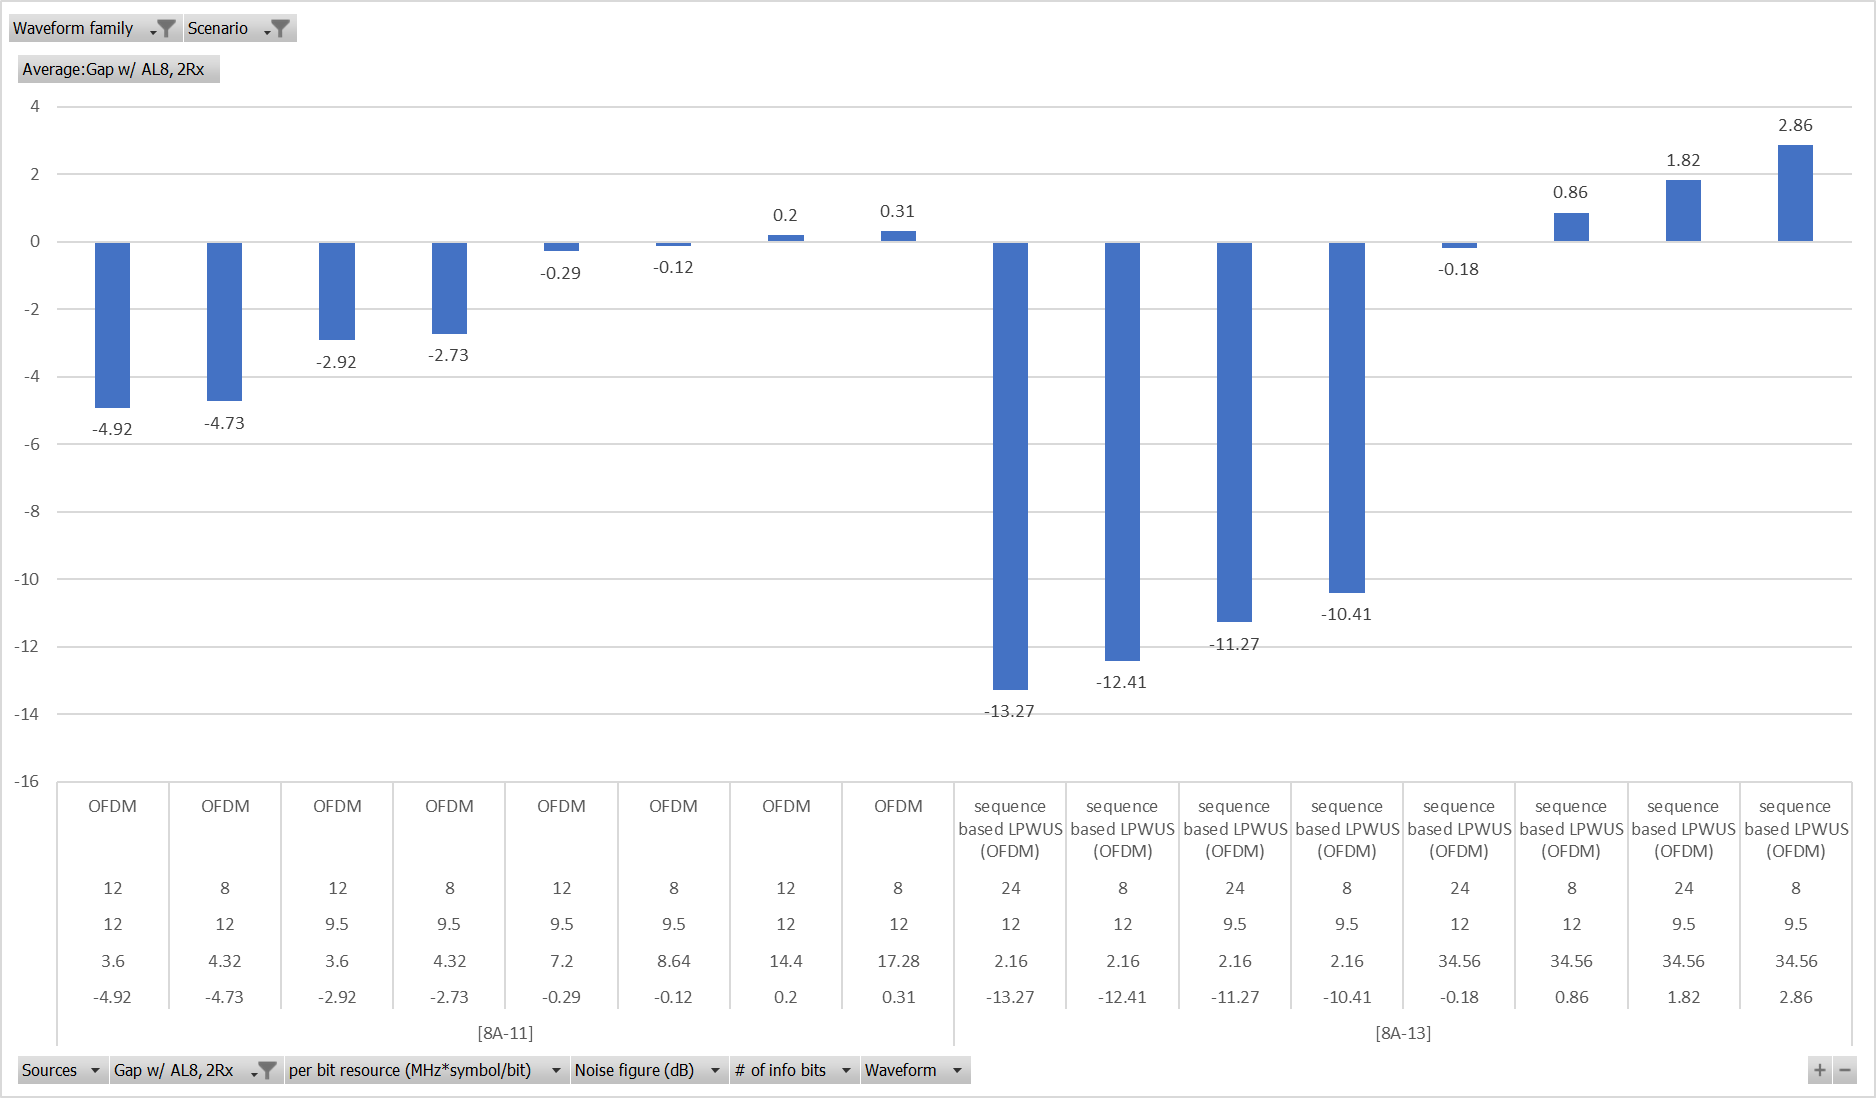 Waveform family Scenario
Average:Gap w/ AL8, 2Rx
4
2
0
-2
-4
-6
-8
-10
-12
-14
-16
-4.92 -4.73 -2.92 -2.73 -0.29 -0.12 0.2 0.31 -13.27 -12.41 -11.27 -10.41 -0.18 0.86 1.82 2.86
OFDM OFDM OFDM OFDM OFDM OFDM OFDM OFDM sequence sequence sequence sequence sequence sequence sequence sequence
based LPWUS based LPWUS based LPWUS based LPWUS based LPWUS based LPWUS based LPWUS based LPWUS
(OFDM) (OFDM) (OFDM) (OFDM) (OFDM) (OFDM) (OFDM) (OFDM)
12 8 12 8 12 8 12 8 24 8 24 8 24 8 24 8
12 12 9.5 9.5 9.5 9.5 12 12 12 12 9.5 9.5 12 12 9.5 9.5
3.6 4.32 3.6 4.32 7.2 8.64 14.4 17.28 2.16 2.16 2.16 2.16 34.56 34.56 34.56 34.56
-4.92 -4.73 -2.92 -2.73 -0.29 -0.12 0.2 0.31 -13.27 -12.41 -11.27 -10.41 -0.18 0.86 1.82 2.86
[8A-11] [8A-13]
Sources Gap w/ AL8, 2Rx per bit resource (MHz*symbol/bit) Noise figure (dB) # of info bits Waveform + −